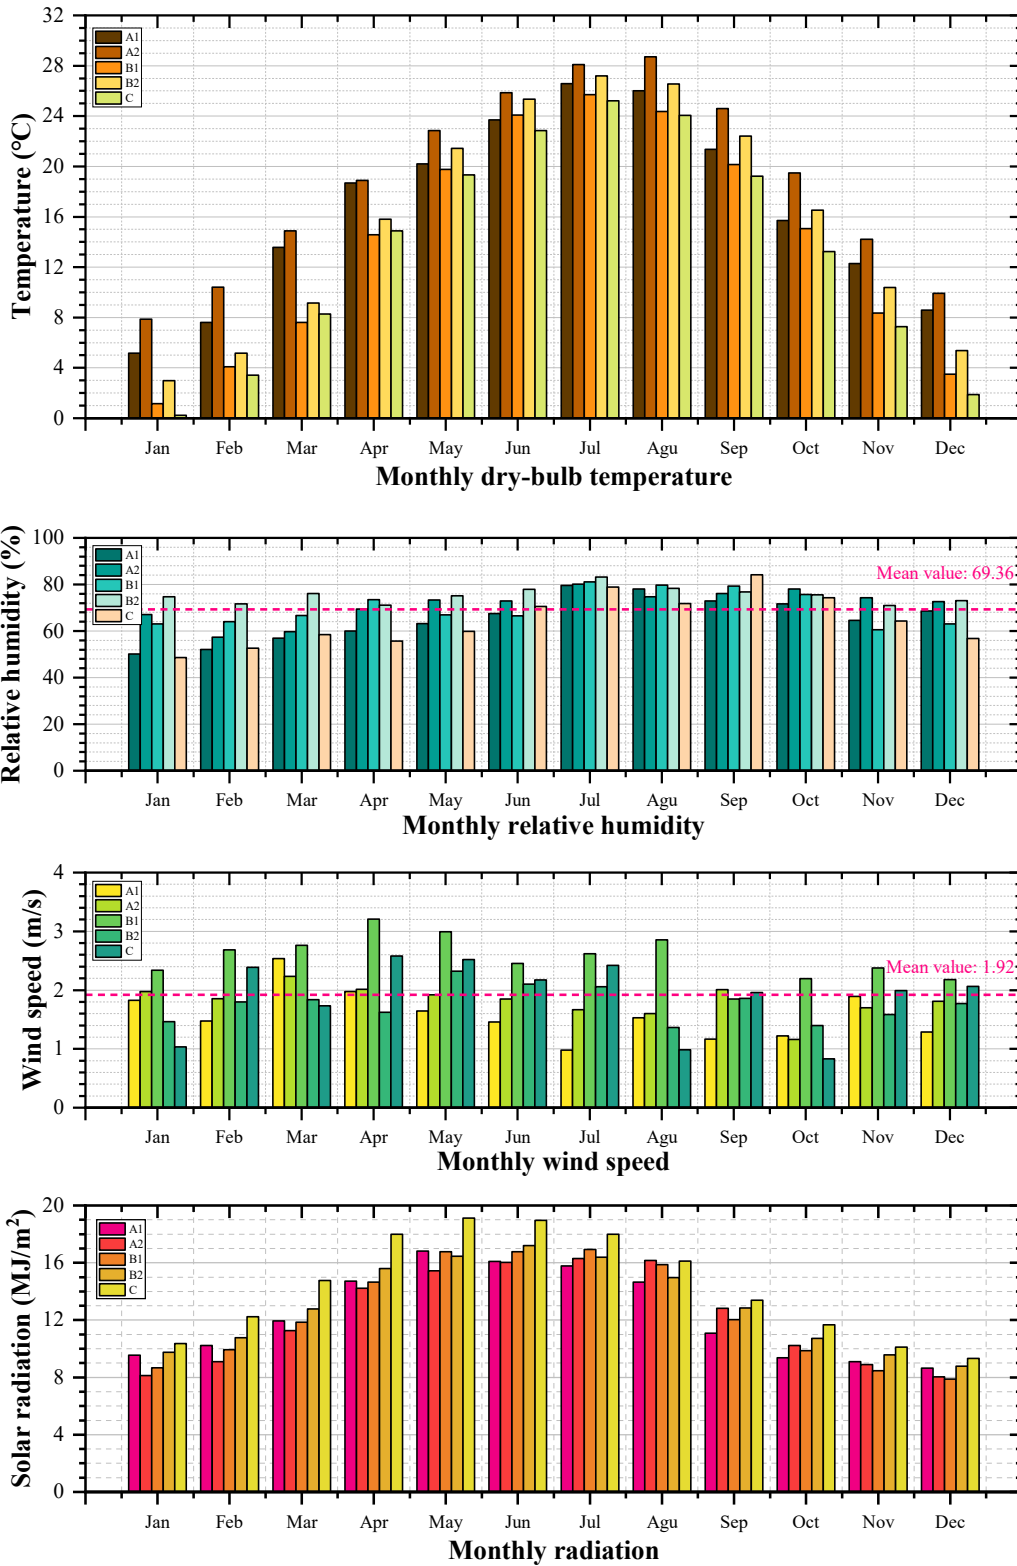 32
28
24
20
16
12
8
4
0
Temperature (°C)
A1
A2
B1
B2
C
Jan Feb Mar Apr May Jun Jul Agu Sep Oct Nov Dec
Monthly dry-bulb temperature
100
80
60
40
20
0
Relative humidity (%)
A1
A2
B1
B2
C
Mean value: 69.36
Jan Feb Mar Apr May Jun Jul Agu Sep Oct Nov Dec
Monthly relative humidity
4
3
2
1
0
Wind speed (m/s)
A1
A2
B1
B2
C
Mean value: 1.92
Jan Feb Mar Apr May Jun Jul Agu Sep Oct Nov Dec
Monthly wind speed
20
16
12
8
4
0
Solar radiation (MJ/m²)
A1
A2
B1
B2
C
Jan Feb Mar Apr May Jun Jul Agu Sep Oct Nov Dec
Monthly radiation